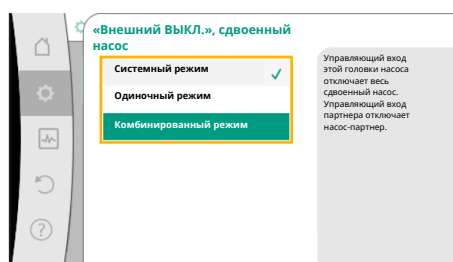 «Внешний ВЫКЛ.», сдвоенный
насос
Системный режим
Одиночный режим
Комбинированный режим
Управляющий вход
этой головки насоса
отключает весь
сдвоенный насос.
Управляющий вход
партнера отключает
насос-партнер.